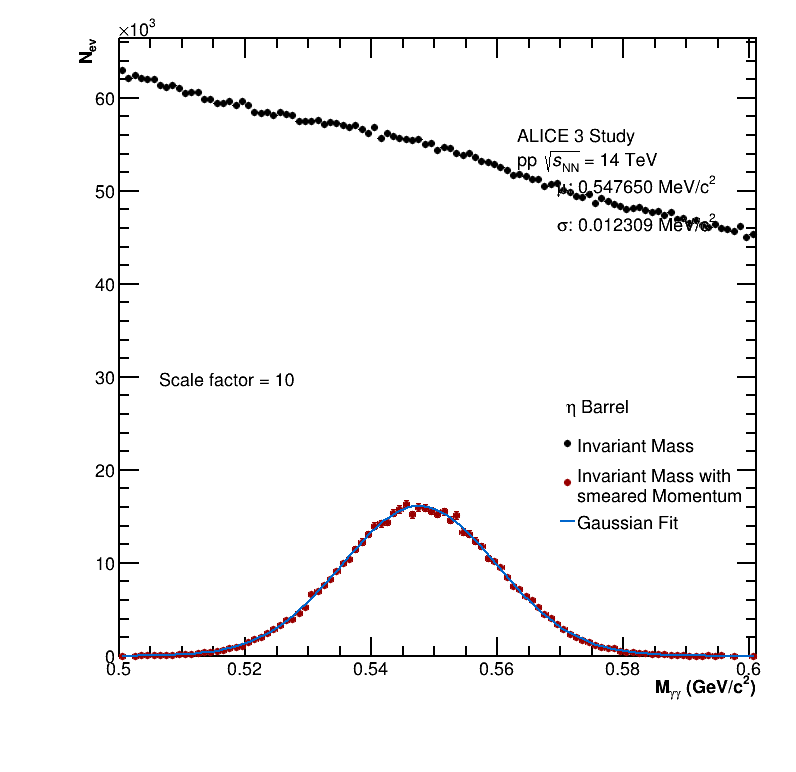 ×10³
N_ev
60
50
40
30
20
10
0
ALICE 3 Study
pp √s_NN = 14 TeV
μ: 0.547650 MeV/c²
σ: 0.012309 MeV/c²
Scale factor = 10
η Barrel
Invariant Mass
Invariant Mass with
smeared Momentum
Gaussian Fit
0.5 0.52 0.54 0.56 0.58 0.6
M_γγ (GeV/c²)